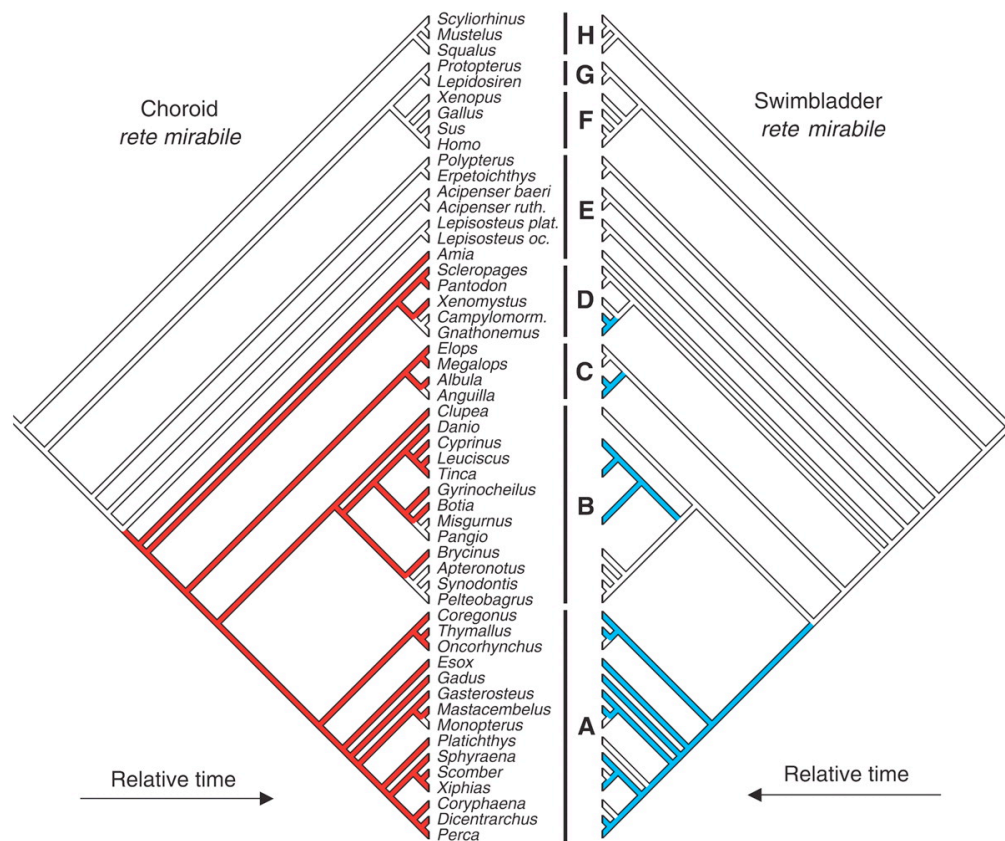 Choroid
rete mirabile
Scyliorhinus
Mustelus
Squalus
Protopterus
Lepidosiren
Xenopus
Gallus
Sus
Homo
Polypterus
Erpetoichthys
Acipenser baeri
Acipenser ruth.
Lepisosteus plat.
Lepisosteus oc.
Amia
Scleropages
Pantodon
Xenomystus
Campylomorm.
Gnathonemus
Elops
Megalops
Albula
Anguilla
Clupea
Danio
Cyprinus
Leuciscus
Tinca
Gyrinocheilus
Botia
Misgurnus
Pangio
Brycinus
Apteronotus
Synodontis
Pelteobagrus
Coregonus
Thymallus
Oncorhynchus
Esox
Gadus
Gasterosteus
Mastacembelus
Monopterus
Platichthys
Sphyraena
Scomber
Xiphias
Coryphaena
Dicentrarchus
Perca
H
G
F
E
D
C
B
A
Swimbladder
rete mirabile
Relative time
Relative time